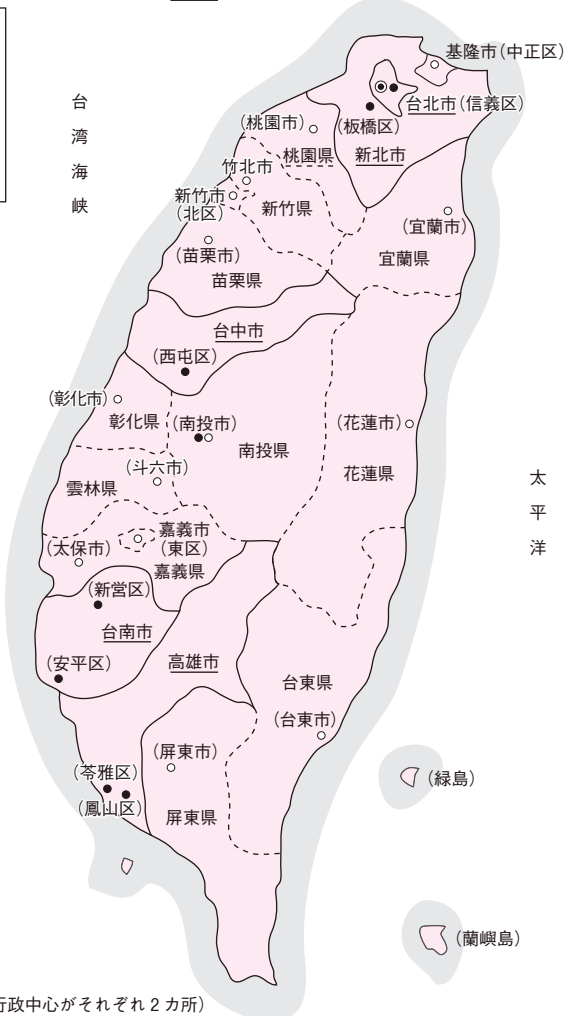 台湾海峡
太平洋
基隆市(中正区)
台北市(信義区)
(板橋区)
新北市
(桃園市)
桃園県
竹北市
新竹市
(北区)
新竹県
(宜蘭市)
宜蘭県
(苗栗市)
苗栗県
台中市
(西屯区)
(彰化市)
彰化県
(南投市)
南投県
(花蓮市)
花蓮県
(斗六市)
雲林県
嘉義市
(東区)
(太保市)
嘉義県
(新営区)
台南市
(安平区)
高雄市
台東県
(台東市)
(屏東市)
屏東県
(苓雅区)
(鳳山区)
(緑島)
(蘭嶼島)
行政中心がそれぞれ2カ所)